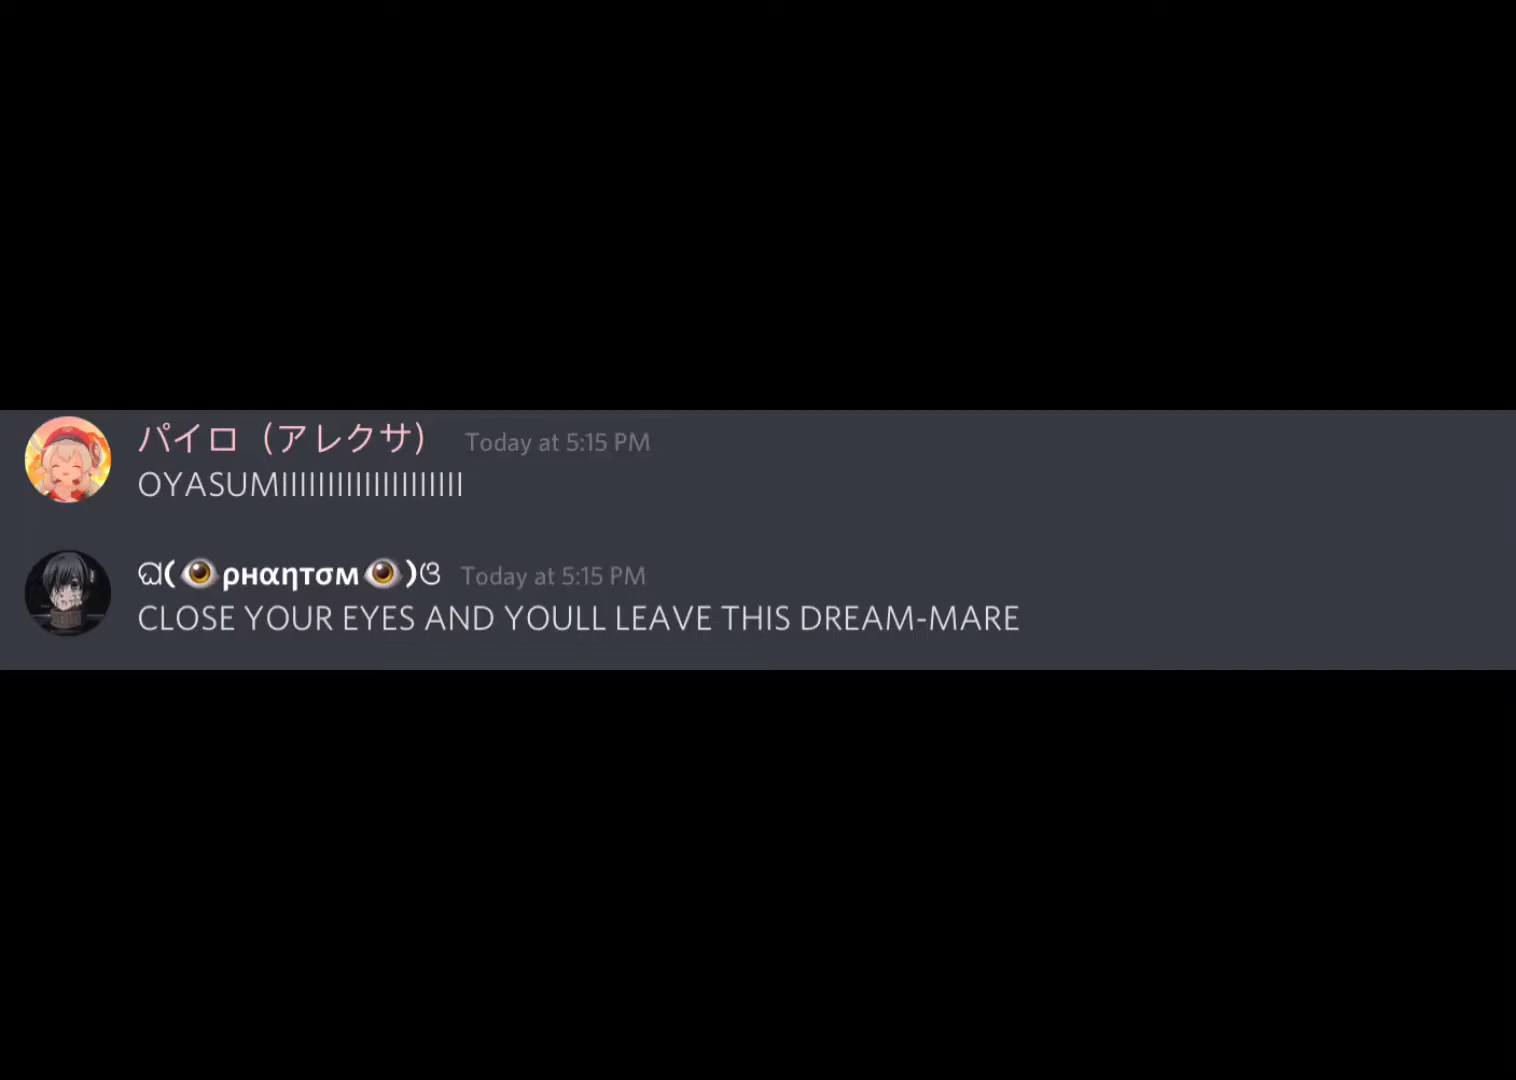 パイロ（アレクサ） Today at 5:15 PM
OYASUMIIIIIIIIIIIIIIIIIIII
ଘ(👁️ρнαηтσм👁️)ଓ Today at 5:15 PM
CLOSE YOUR EYES AND YOULL LEAVE THIS DREAM-MARE